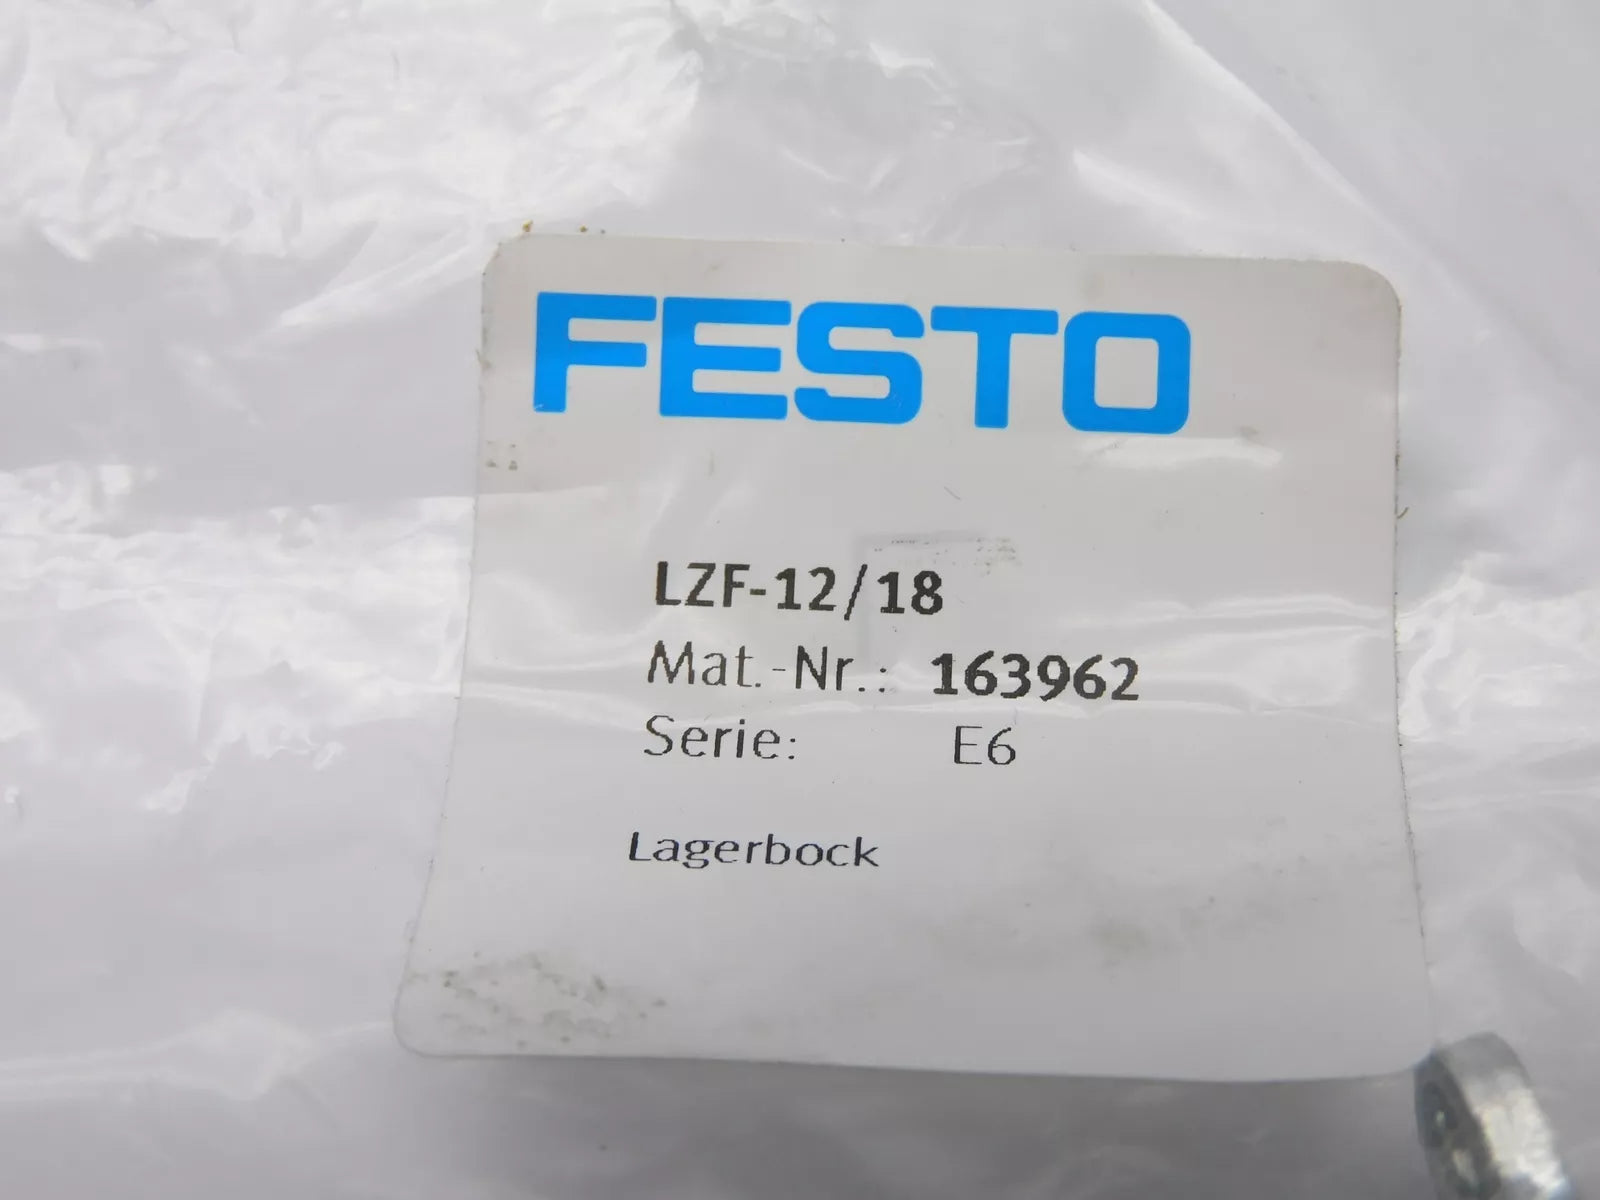 FESTO
LZF-12/18
Mat.-Nr.: 163962
Serie: E6
Lagerbock